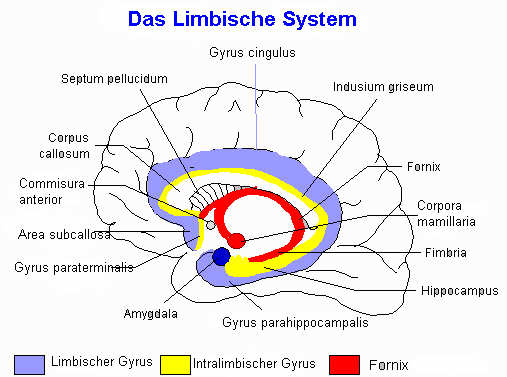 Das Limbische System
Gyrus cingulus
Septum pellucidum
Indusium griseum
Corpus
callosum
Fornix
Commisura
anterior
Corpora
mamillaria
Area subcallosa
Fimbria
Gyrus paraterminalis
Hippocampus
Amygdala
Gyrus parahippocampalis
Limbischer Gyrus
Intralimbischer Gyrus
Fornix